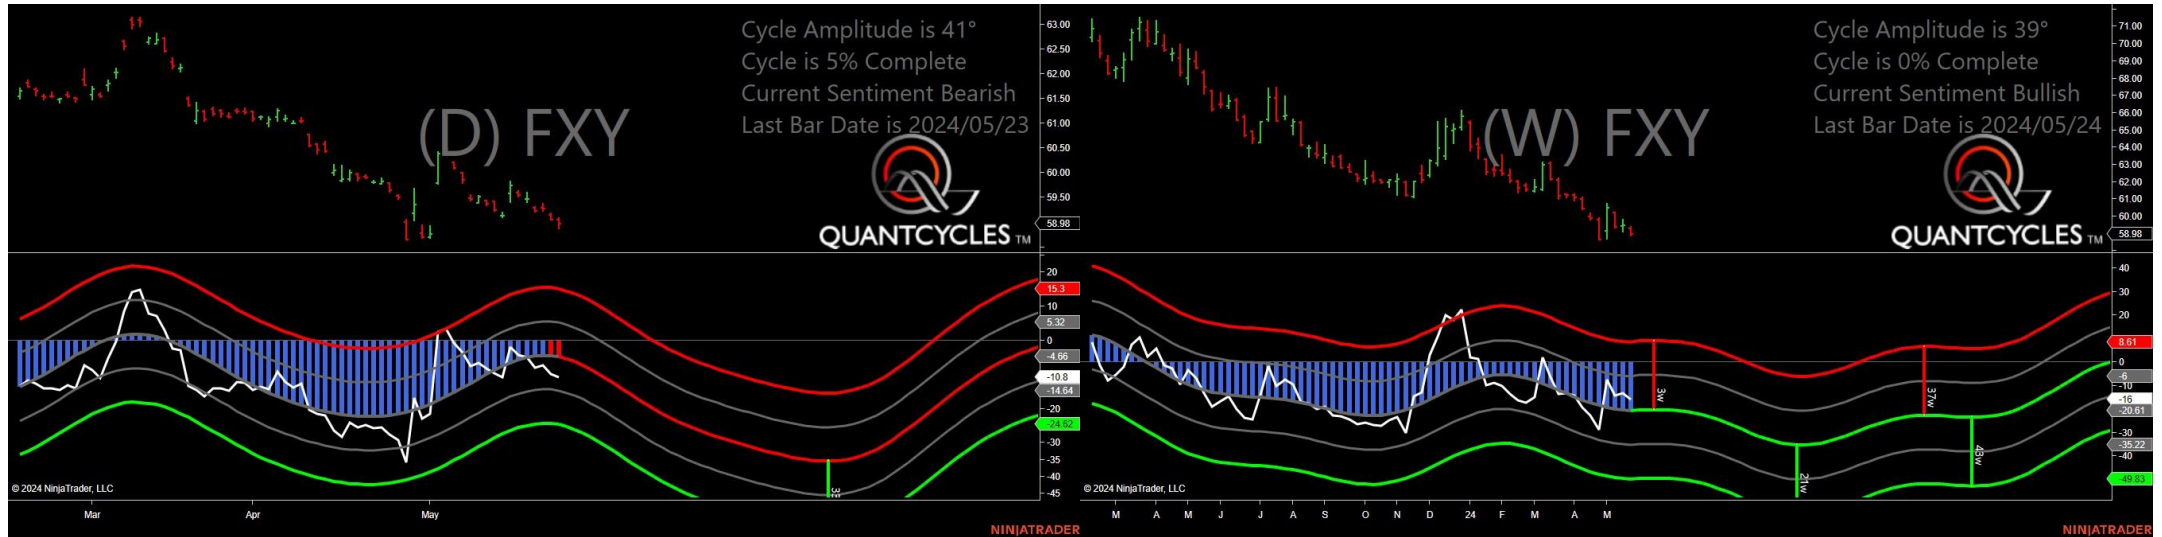 Cycle Amplitude is 41°
Cycle is 5% Complete
Current Sentiment Bearish
Last Bar Date is 2024/05/23
(D) FXY
QUANTCYCLES TM
63.00
62.50
62.00
61.50
61.00
60.50
60.00
59.50
58.98
20
15.3
10
5.32
0
-4.66
-10.8
-14.64
-20
-24.62
-30
-35
-40
-45
© 2024 NinjaTrader, LLC
Mar Apr May
NINJATRADER
Cycle Amplitude is 39°
Cycle is 0% Complete
Current Sentiment Bullish
Last Bar Date is 2024/05/24
(W) FXY
QUANTCYCLES TM
71.00
70.00
69.00
68.00
67.00
66.00
65.00
64.00
63.00
62.00
61.00
60.00
58.98
40
30
20
8.61
0
-6
-10
-16
-20.61
-30
-35.22
-40
-49.83
3w
21w
37w
43w
© 2024 NinjaTrader, LLC
M A M J J A S O N D 24 F M A M
NINJATRADER